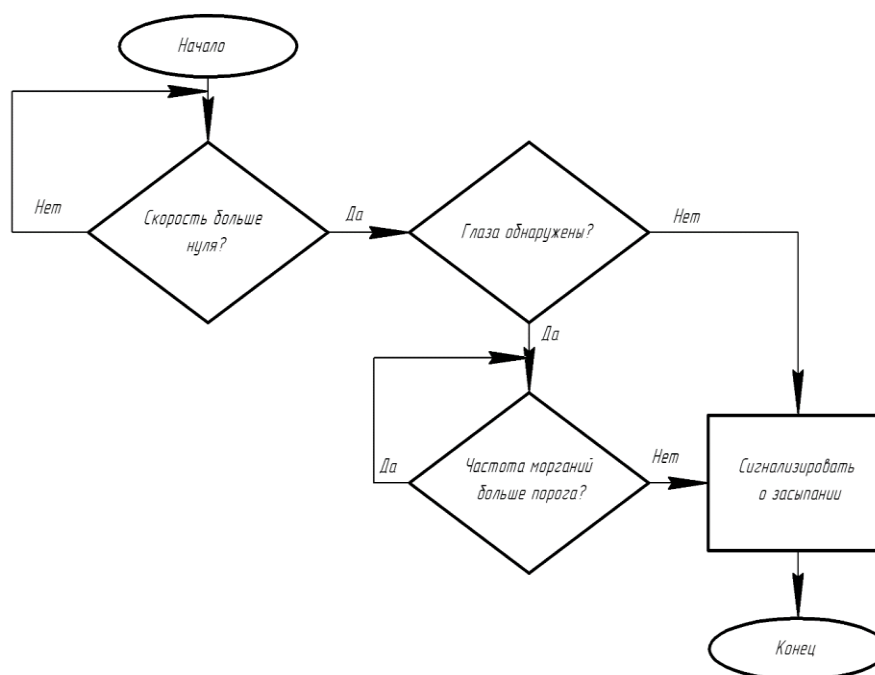 Начало
Нет
Скорость больше
нуля?
Да
Глаза обнаружены?
Нет
Да
Да
Частота морганий
больше порога?
Нет
Сигнализировать
о засыпании
Конец